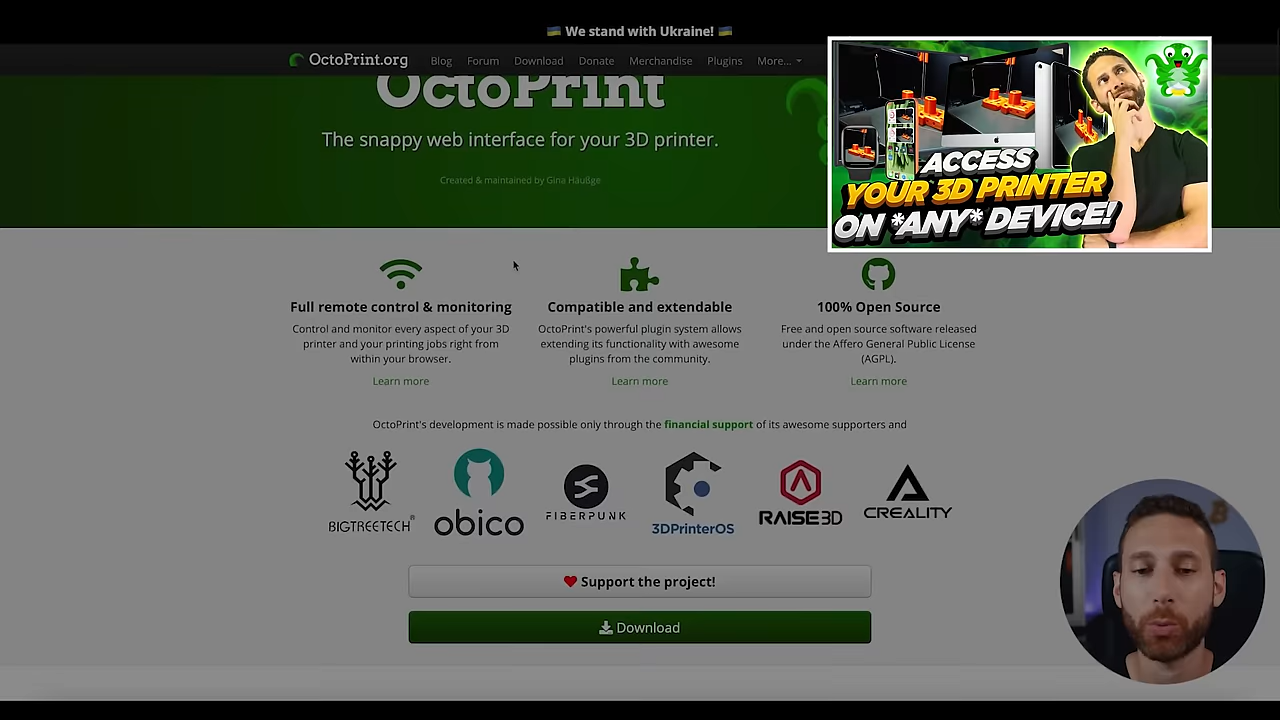 We stand with Ukraine!
OctoPrint.org Blog Forum Download Donate Merchandise Plugins More...
OctoPrint
The snappy web interface for your 3D printer.
Created & maintained by Gina Häußge
ACCESS
YOUR 3D PRINTER
ON *ANY* DEVICE!
Full remote control & monitoring
Control and monitor every aspect of your 3D
printer and your printing jobs right from
within your browser.
Learn more
Compatible and extendable
OctoPrint's powerful plugin system allows
extending its functionality with awesome
plugins from the community.
Learn more
100% Open Source
Free and open source software released
under the Affero General Public License
(AGPL).
Learn more
OctoPrint's development is made possible only through the financial support of its awesome supporters and
BIGTREETECH®
obico
FIBERPUNK
3DPrinterOS
RAISE3D
CREALITY
Support the project!
Download